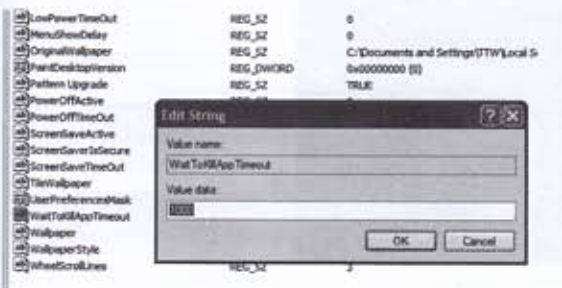 LowPowerTimeOut REG_SZ 0
MenuShowDelay REG_SZ 0
OriginalWallpaper REG_SZ C:\Documents and Settings\TTW\Local S
PaintDesktopVersion REG_DWORD 0x00000000 (0)
Pattern Upgrade REG_SZ TRUE
PowerOffActive
PowerOffTimeOut
ScreenSaveActive
ScreenSaverIsSecure
ScreenSaveTimeOut
TileWallpaper
UserPreferencesMask
WaitToKillAppTimeout
Wallpaper
WallpaperStyle
WheelScrollLines REG_SZ 3
Edit String
Value name:
WaitToKillAppTimeout
Value data:
1000
OK Cancel